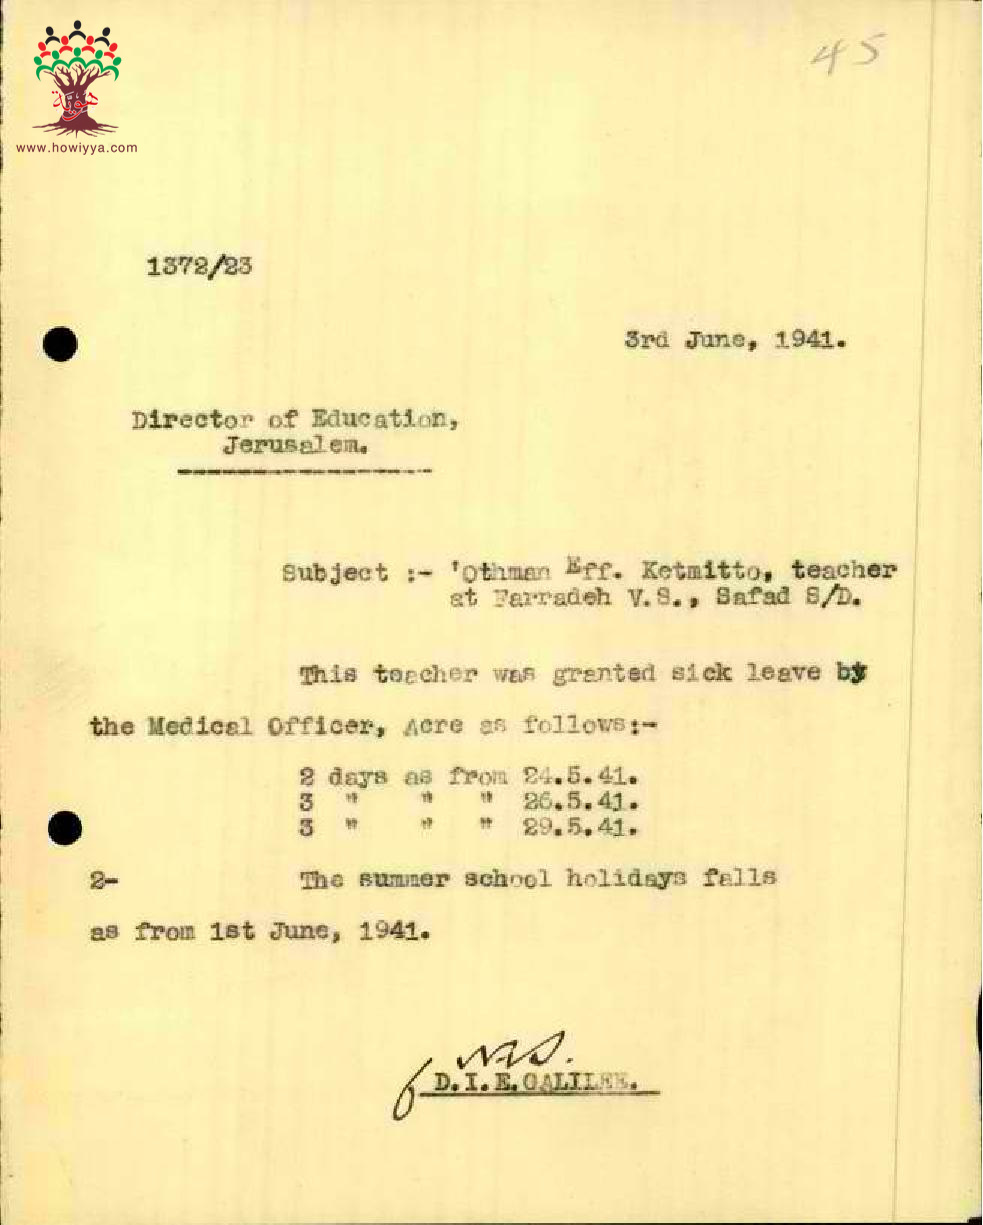 45
هوية
www.howiyya.com
1372/23
3rd June, 1941.
Director of Education,
Jerusalem.
Subject :- 'Othman Eff. Ketmitto, teacher
at Farradeh V.S., Safad S/D.
This teacher was granted sick leave by
the Medical Officer, Acre as follows:-
2 days as from 24.5.41.
3 " " " 26.5.41.
3 " " " 29.5.41.
2- The summer school holidays falls
as from 1st June, 1941.
D.I.E.GALILEE.